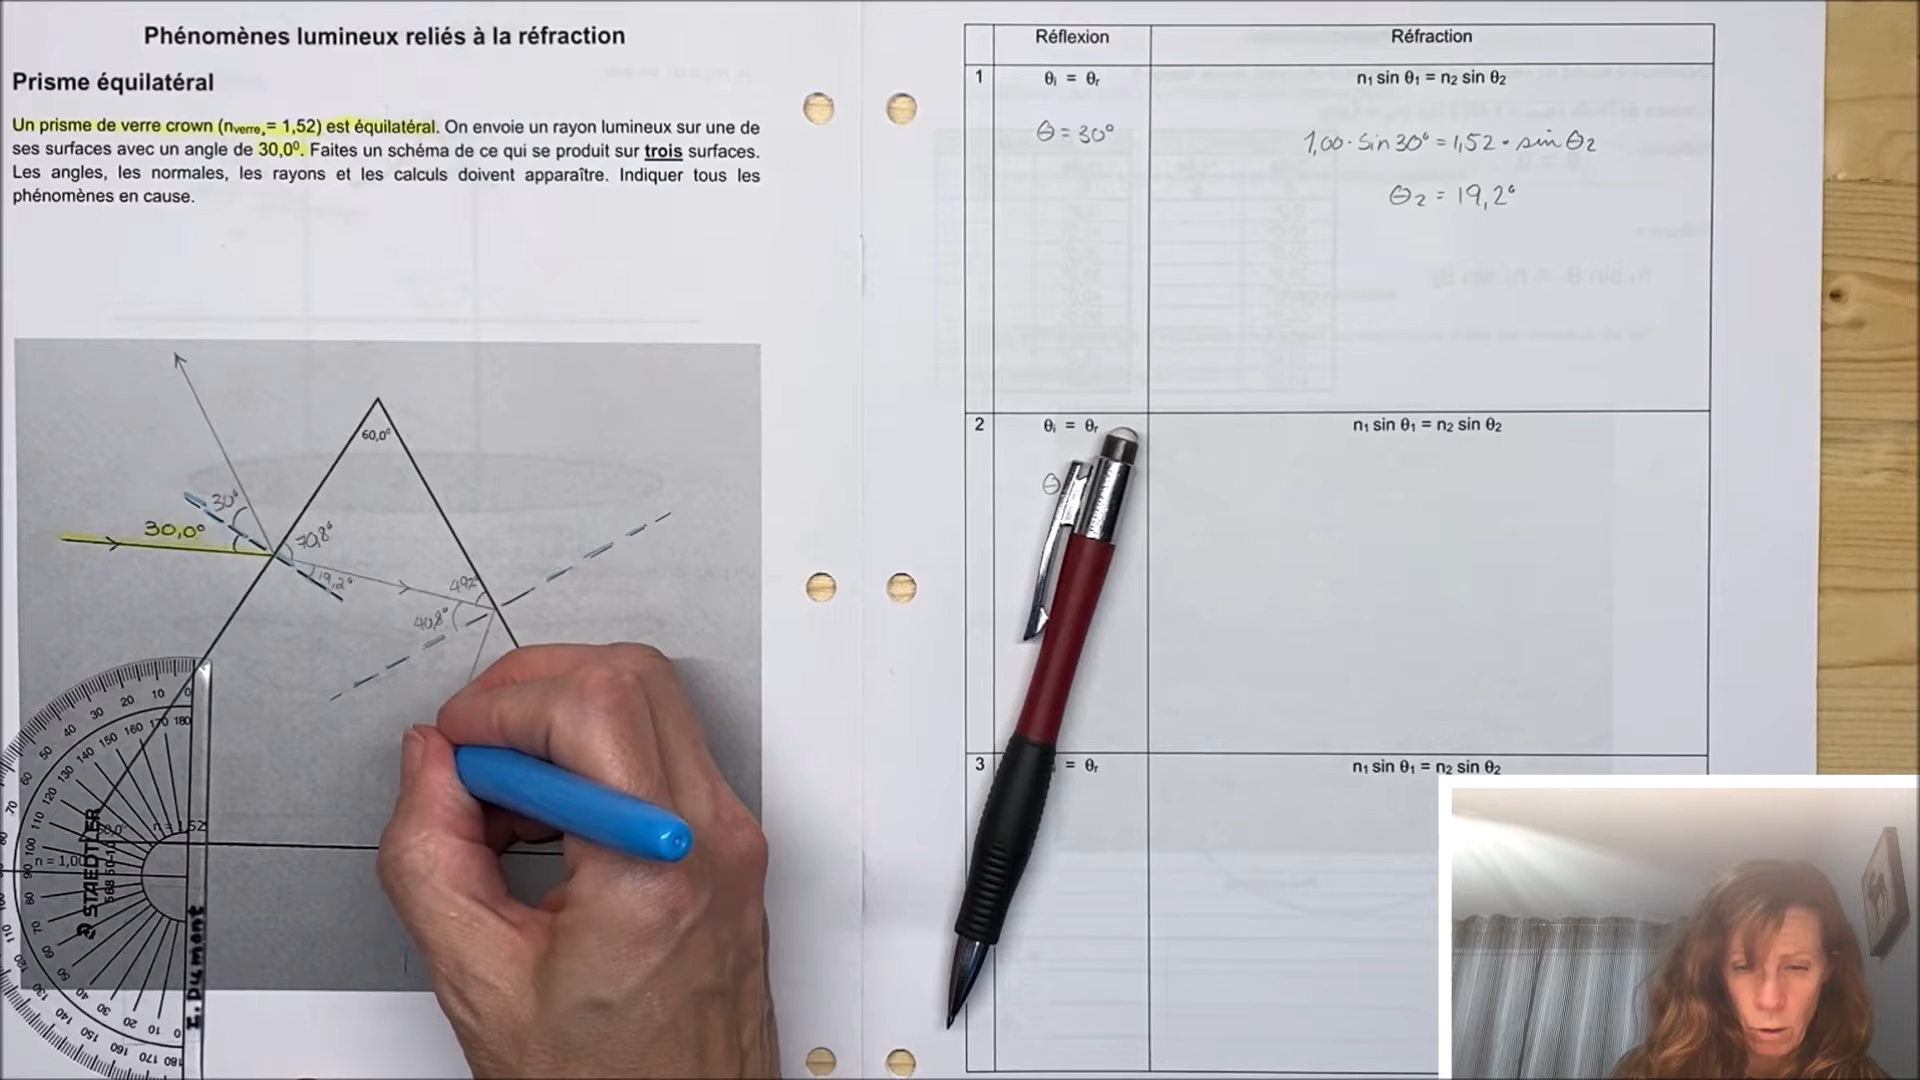 Phénomènes lumineux reliés à la réfraction
Prisme équilatéral
Un prisme de verre crown (nverre,= 1,52) est équilatéral. On envoie un rayon lumineux sur une de
ses surfaces avec un angle de 30,0⁰. Faites un schéma de ce qui se produit sur trois surfaces.
Les angles, les normales, les rayons et les calculs doivent apparaître. Indiquer tous les
phénomènes en cause.
60,0⁰
30°
30,0°
70,8°
19,2°
49,2°
40,8°
n = 1,52
n = 1,00
STAEDTLER
I. Dumont
Réflexion
Réfraction
1
θi = θr
n1 sin θ1 = n2 sin θ2
θ = 30°
1,00 · sin 30° = 1,52 · sin θ2
θ2 = 19,2°
2
θi = θr
n1 sin θ1 = n2 sin θ2
θ
3
= θr
n1 sin θ1 = n2 sin θ2